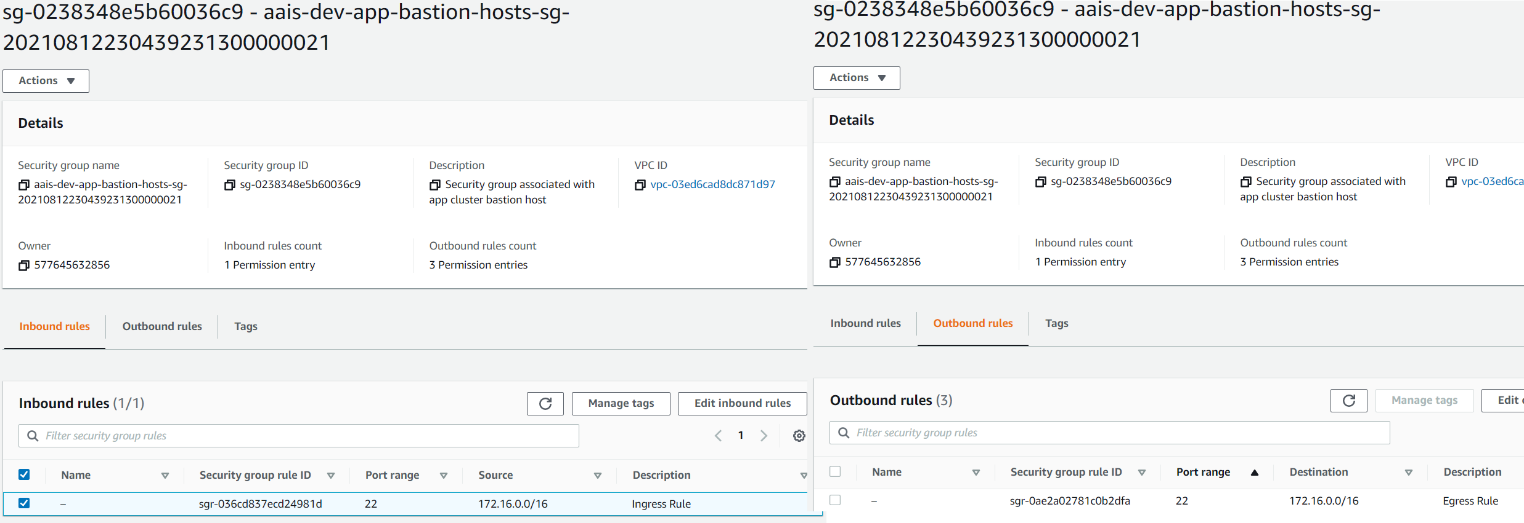 sg-0238348e5b60036c9 - aais-dev-app-bastion-hosts-sg-
20210812230439231300000021
Actions
Details
Security group name
aais-dev-app-bastion-hosts-sg-
20210812230439231300000021
Security group ID
sg-0238348e5b60036c9
Description
Security group associated with
app cluster bastion host
VPC ID
vpc-03ed6cad8dc871d97
Owner
577645632856
Inbound rules count
1 Permission entry
Outbound rules count
3 Permission entries
Inbound rules
Outbound rules
Tags
Inbound rules (1/1)
Manage tags
Edit inbound rules
Filter security group rules
1
Name
Security group rule ID
Port range
Source
Description
–
sgr-036cd837ecd24981d
22
172.16.0.0/16
Ingress Rule
sg-0238348e5b60036c9 - aais-dev-app-bastion-hosts-sg-
20210812230439231300000021
Actions
Details
Security group name
aais-dev-app-bastion-hosts-sg-
20210812230439231300000021
Security group ID
sg-0238348e5b60036c9
Description
Security group associated with
app cluster bastion host
VPC ID
vpc-03ed6ca
Owner
577645632856
Inbound rules count
1 Permission entry
Outbound rules count
3 Permission entries
Inbound rules
Outbound rules
Tags
Outbound rules (3)
Manage tags
Edit
Filter security group rules
Name
Security group rule ID
Port range
Destination
Description
–
sgr-0ae2a02781c0b2dfa
22
172.16.0.0/16
Egress Rule